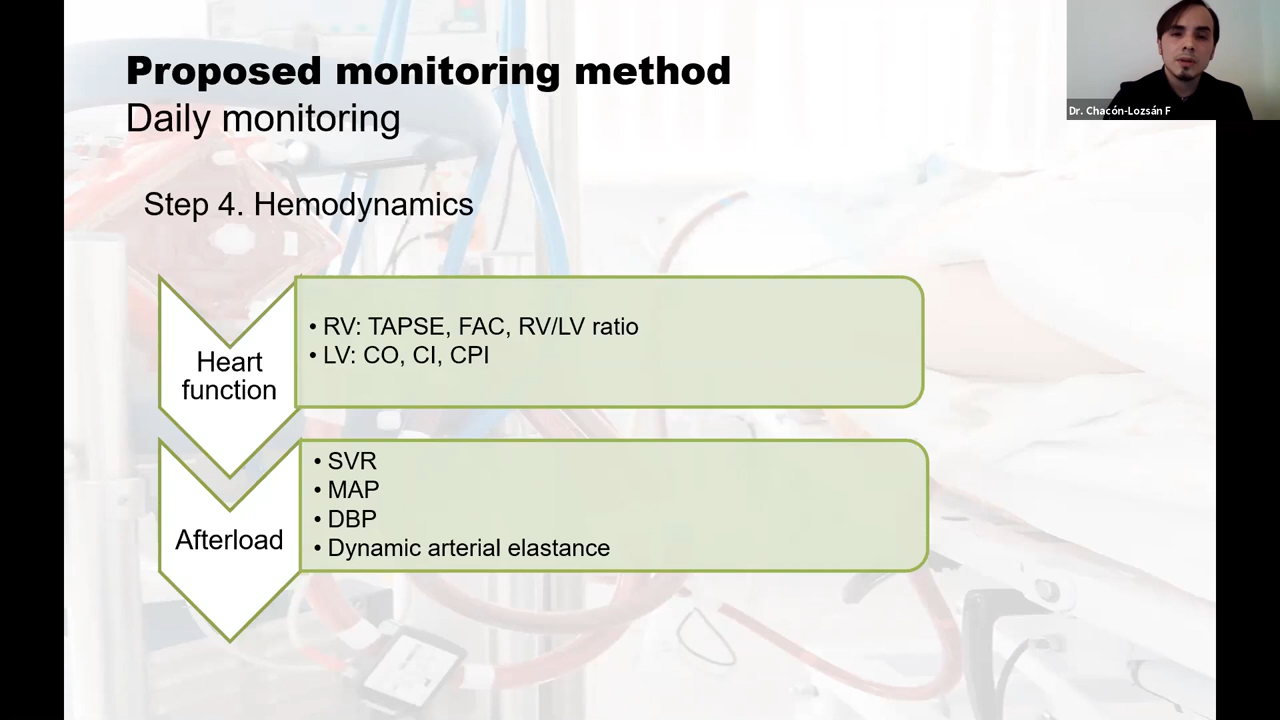 Proposed monitoring method
Daily monitoring
Dr. Chacón-Lozsán F
Step 4. Hemodynamics
Heart
function
• RV: TAPSE, FAC, RV/LV ratio
• LV: CO, CI, CPI
Afterload
• SVR
• MAP
• DBP
• Dynamic arterial elastance